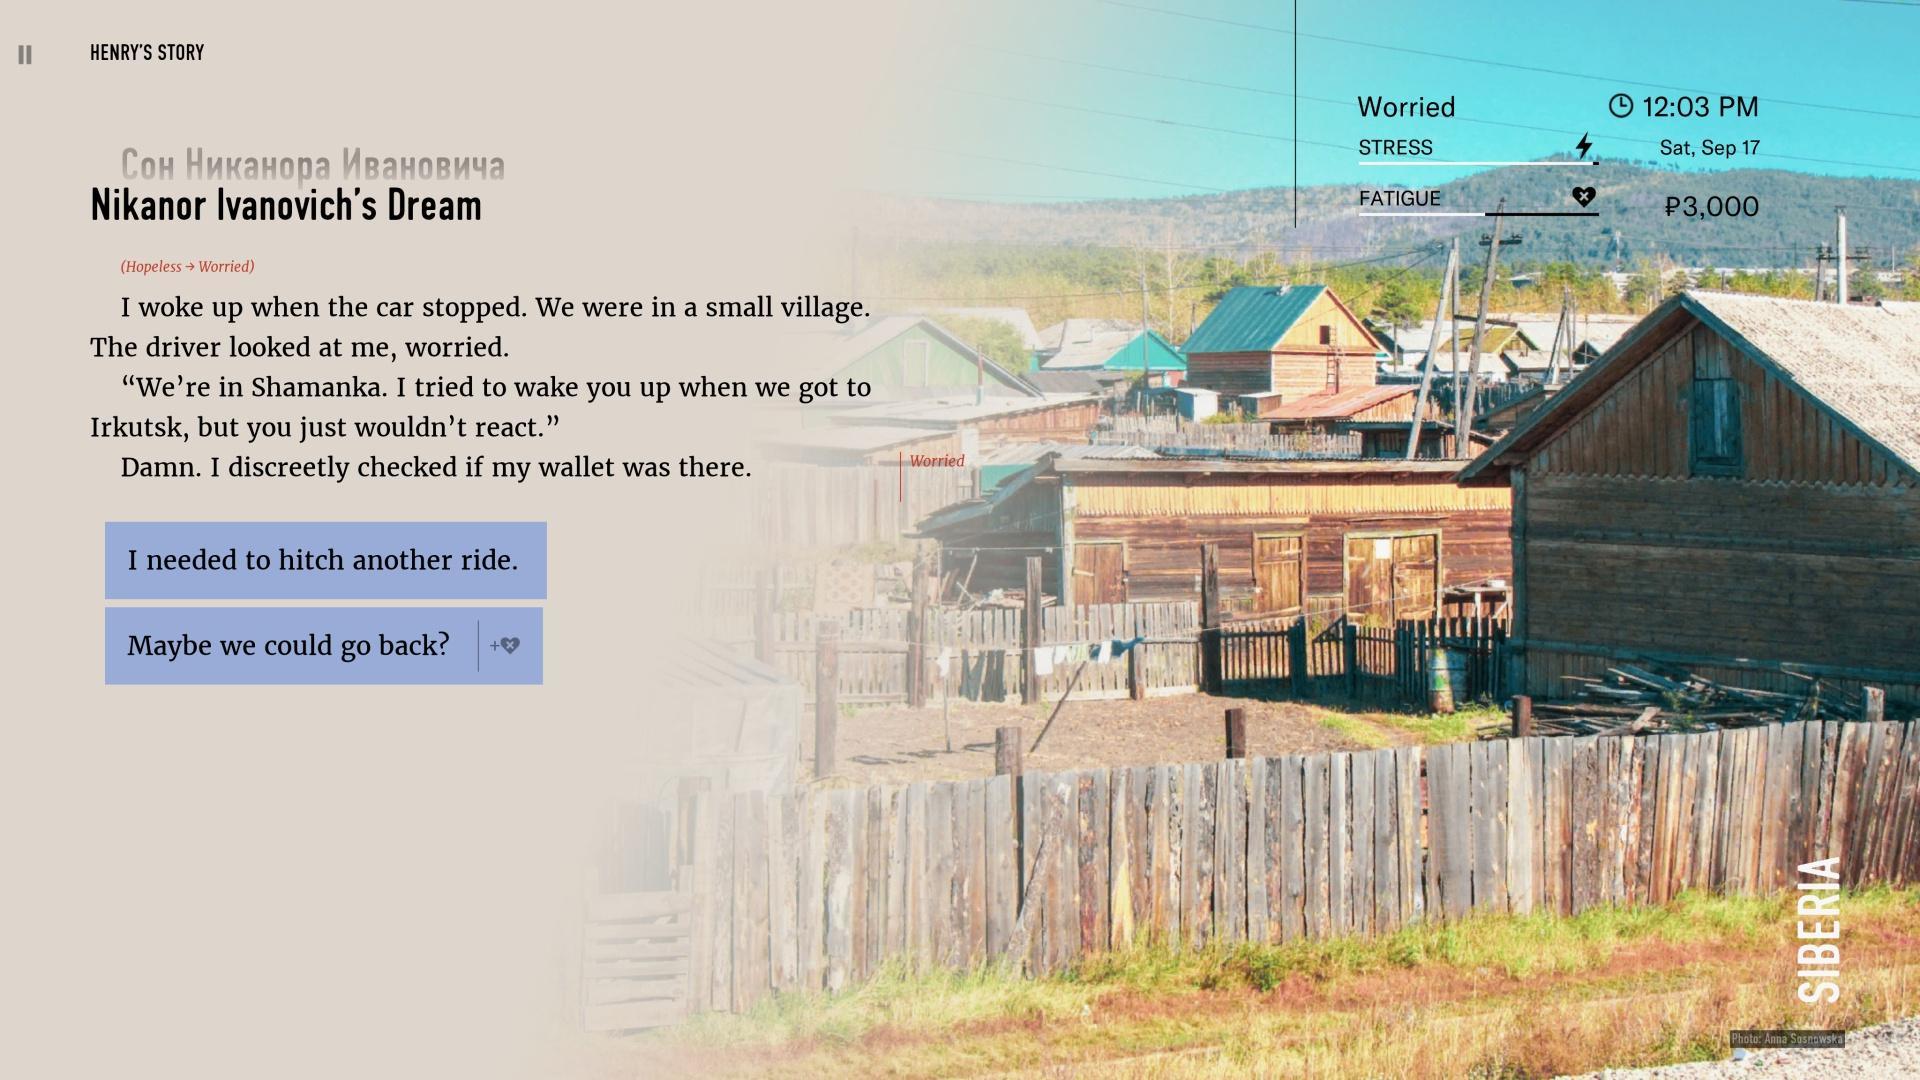 HENRY'S STORY
Сон Никанора Ивановича
Nikanor Ivanovich's Dream
(Hopeless → Worried)
I woke up when the car stopped. We were in a small village.
The driver looked at me, worried.
“We're in Shamanka. I tried to wake you up when we got to
Irkutsk, but you just wouldn't react.”
Damn. I discreetly checked if my wallet was there.
Worried
I needed to hitch another ride.
Maybe we could go back?
+
Worried
12:03 PM
STRESS
Sat, Sep 17
FATIGUE
₽3,000
SIBERIA
Photo: Anna Sosnowska